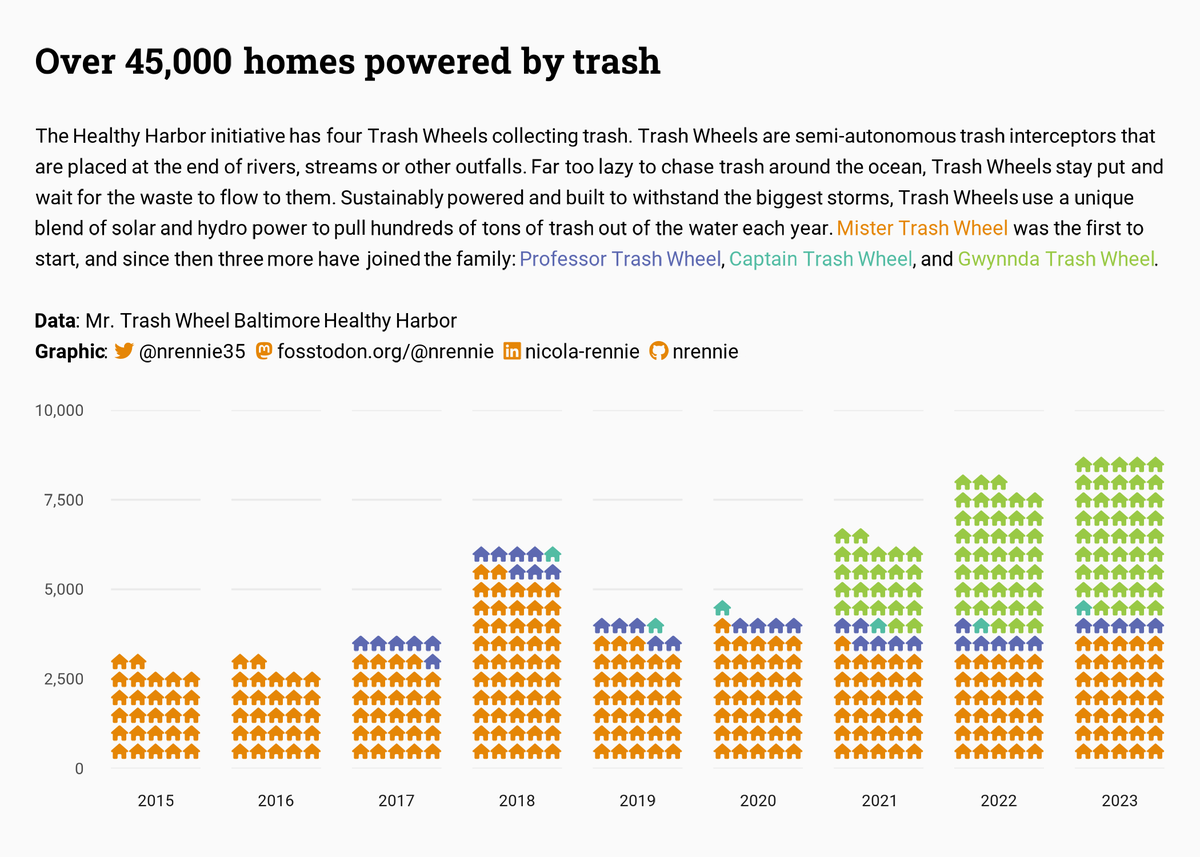 Over 45,000 homes powered by trash
The Healthy Harbor initiative has four Trash Wheels collecting trash. Trash Wheels are semi-autonomous trash interceptors that
are placed at the end of rivers, streams or other outfalls. Far too lazy to chase trash around the ocean, Trash Wheels stay put and
wait for the waste to flow to them. Sustainably powered and built to withstand the biggest storms, Trash Wheels use a unique
blend of solar and hydro power to pull hundreds of tons of trash out of the water each year. Mister Trash Wheel was the first to
start, and since then three more have joined the family: Professor Trash Wheel, Captain Trash Wheel, and Gwynnda Trash Wheel.
Data: Mr. Trash Wheel Baltimore Healthy Harbor
Graphic: @nrennie35 fosstodon.org/@nrennie nicola-rennie nrennie
10,000
7,500
5,000
2,500
0
2015 2016 2017 2018 2019 2020 2021 2022 2023